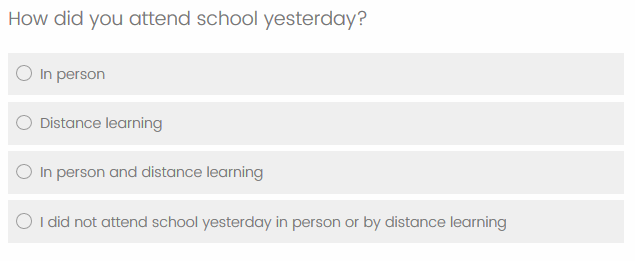 How did you attend school yesterday?
In person
Distance learning
In person and distance learning
I did not attend school yesterday in person or by distance learning